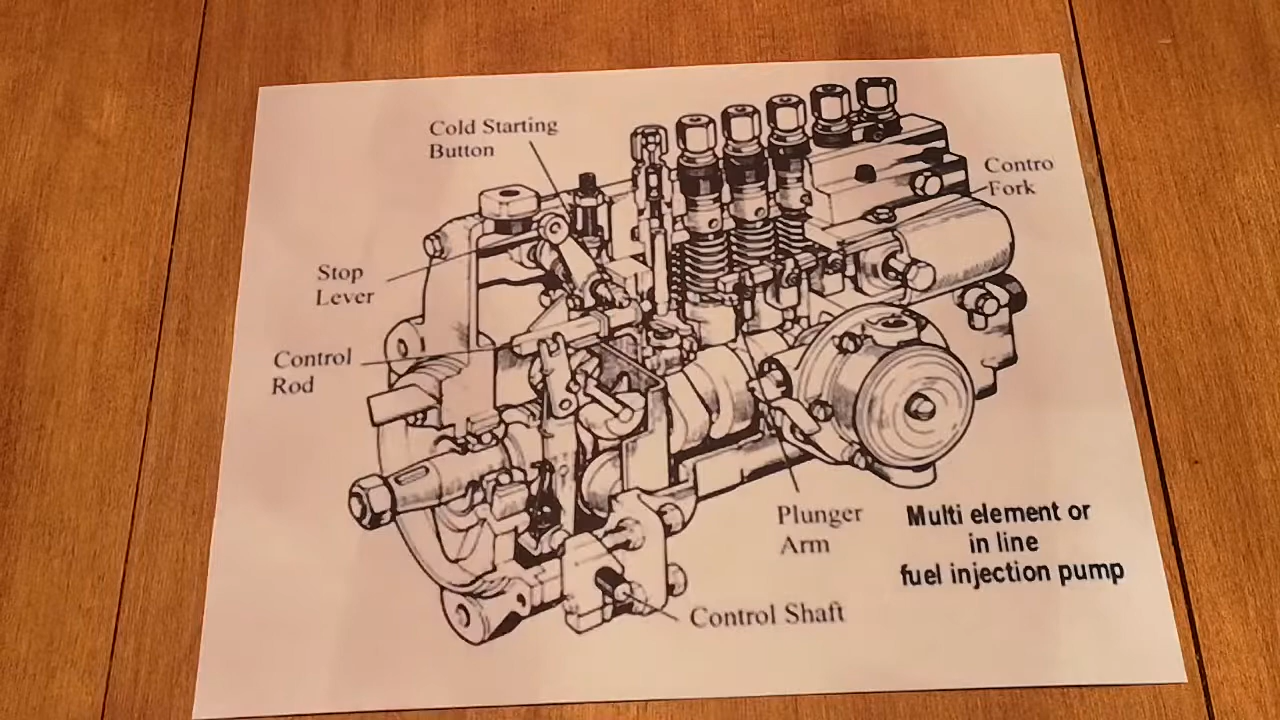 Cold Starting
Button
Contro
Fork
Stop
Lever
Control
Rod
Plunger
Arm
Multi element or
in line
fuel injection pump
Control Shaft